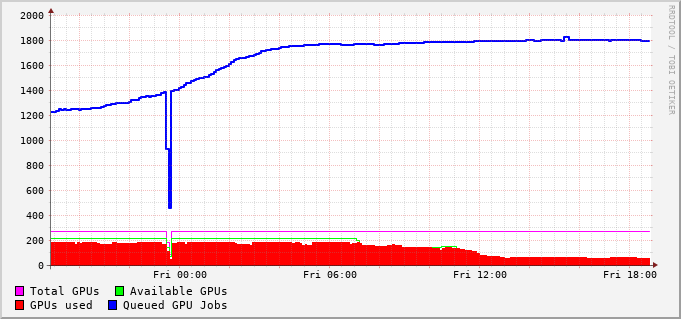 2000
1800
1600
1400
1200
1000
800
600
400
200
0
Fri 00:00 Fri 06:00 Fri 12:00 Fri 18:00
Total GPUs Available GPUs
GPUs used Queued GPU Jobs
RRDTOOL / TOBI OETIKER